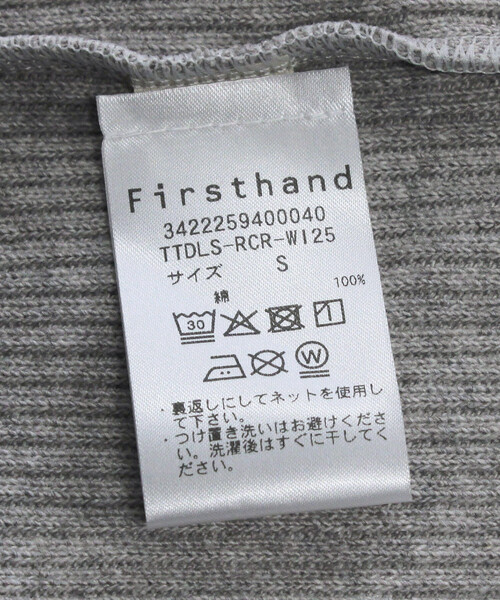 Firsthand
3422259400040
TTDLS-RCR-WI25
サイズ S
綿 100%
30
W
・裏返しにしてネットを使用し
て下さい。
・つけ置き洗いはお避けくださ
い。洗濯後はすぐに干してく
ださい。